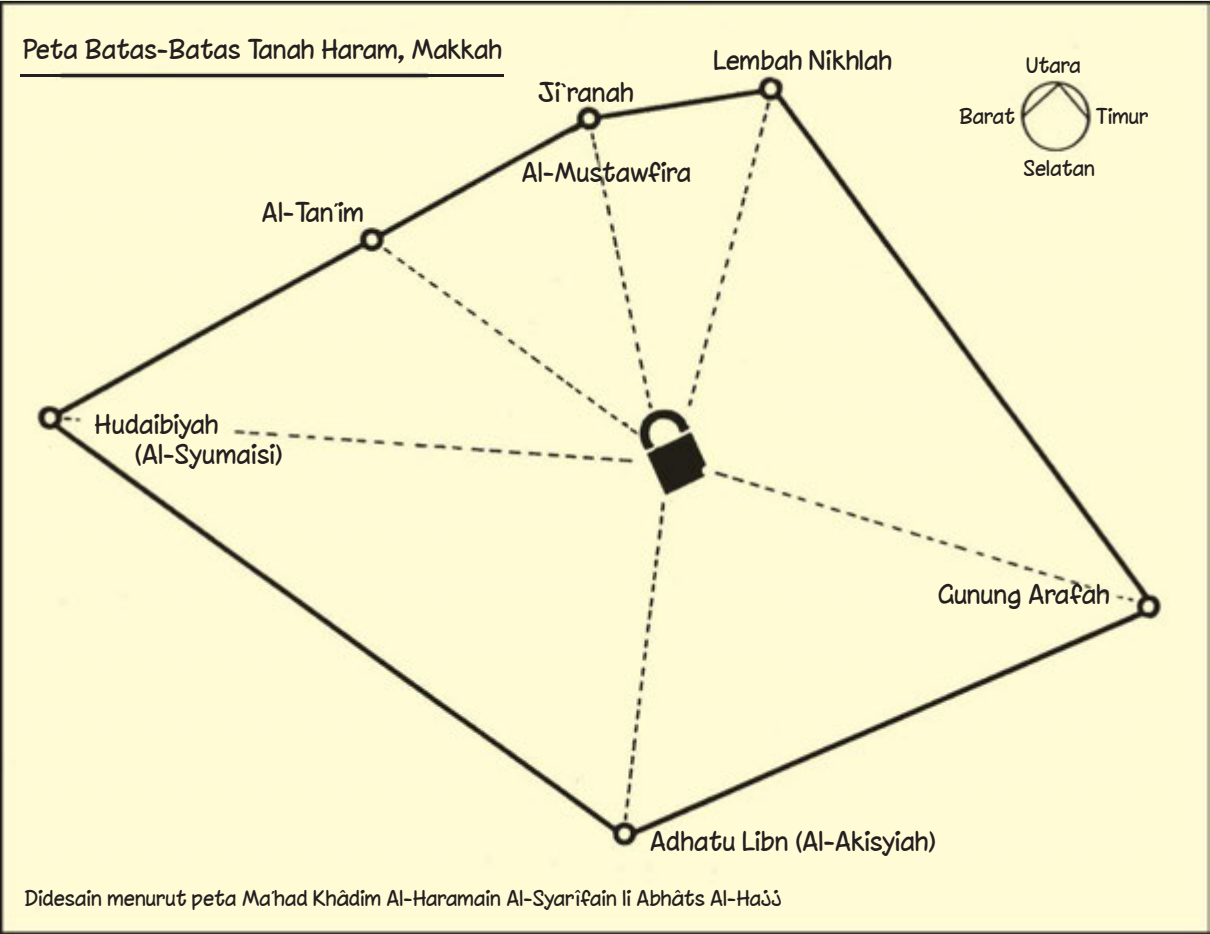 Peta Batas-Batas Tanah Haram, Makkah
Lembah Nikhlah
Utara
Ji`ranah
Barat
Timur
Selatan
Al-Mustawfira
Al-Tan'im
Hudaibiyah
(Al-Syumaisi)
Gunung Arafah
Adhatu Libn (Al-Akisyiah)
Didesain menurut peta Ma'had Khâdim Al-Haramain Al-Syarîfain li Abhâts Al-Hajj